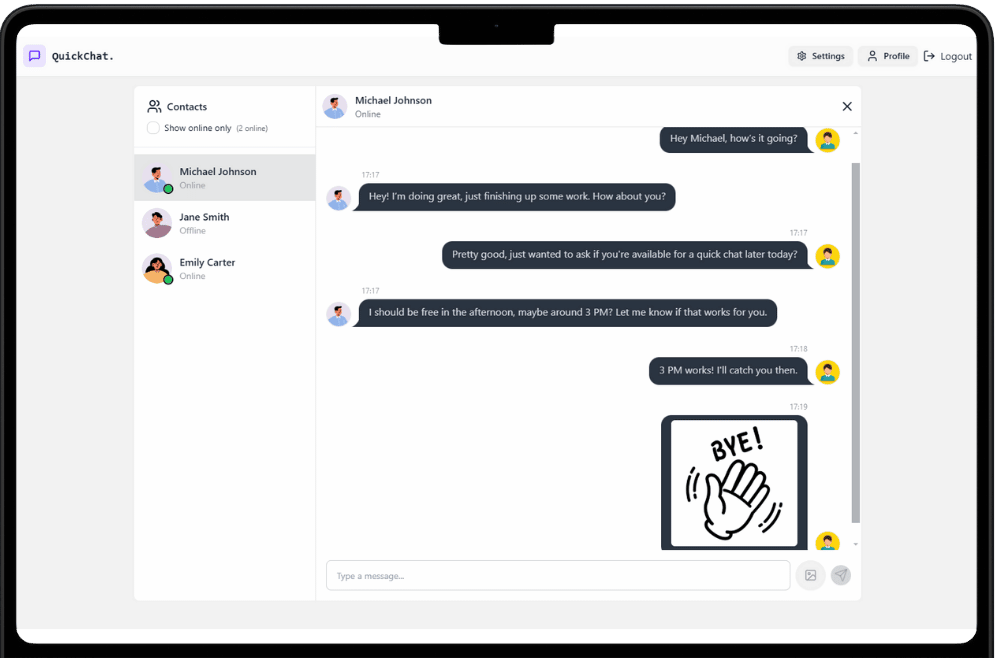 QuickChat.
Settings
Profile
Logout
Contacts
Show online only (2 online)
Michael Johnson
Online
Jane Smith
Offline
Emily Carter
Online
Michael Johnson
Online
Hey Michael, how's it going?
17:17
Hey! I'm doing great, just finishing up some work. How about you?
17:17
Pretty good, just wanted to ask if you're available for a quick chat later today?
17:17
I should be free in the afternoon, maybe around 3 PM? Let me know if that works for you.
17:18
3 PM works! I'll catch you then.
17:19
BYE!
Type a message...